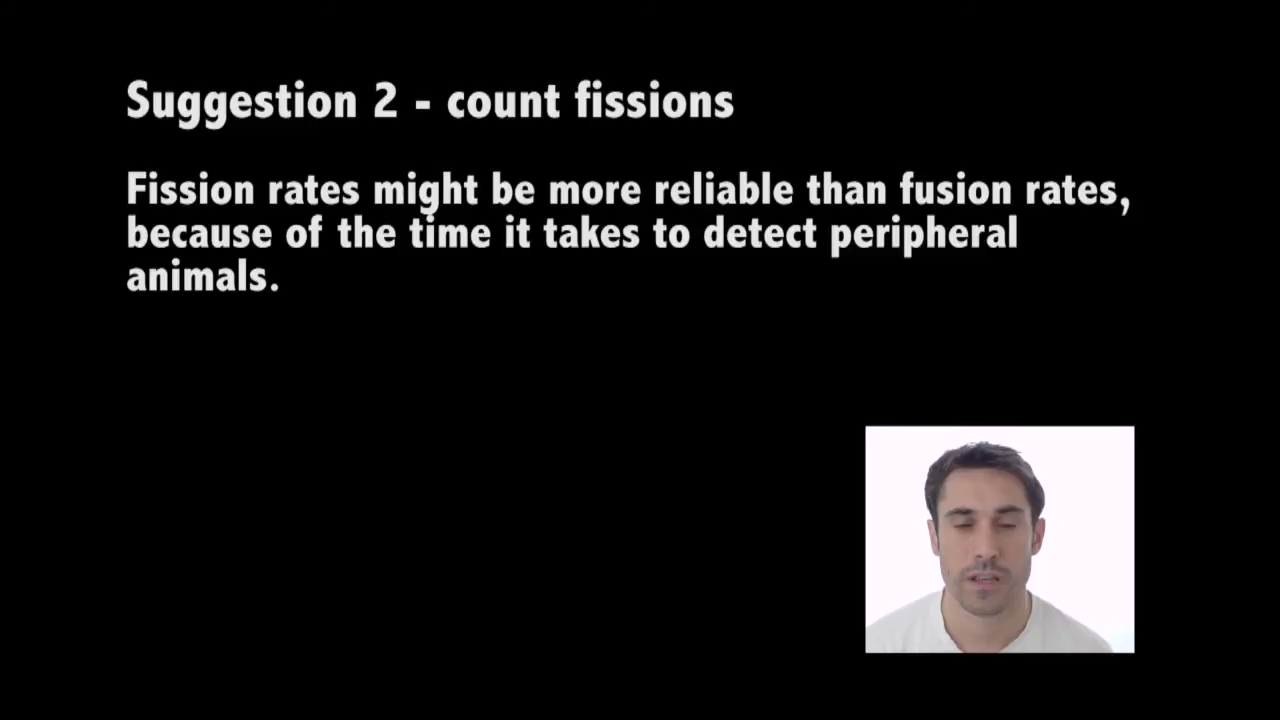 Suggestion 2 - count fissions
Fission rates might be more reliable than fusion rates,
because of the time it takes to detect peripheral
animals.